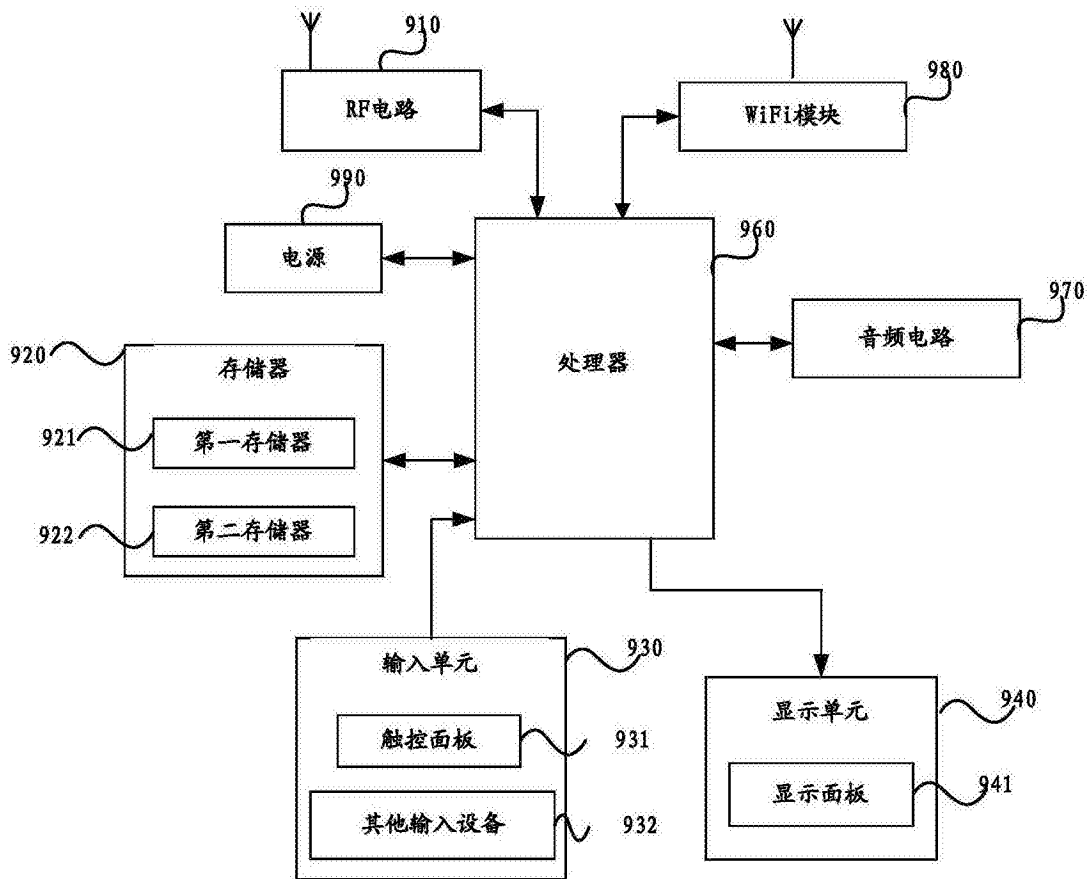 910
RF电路
980
WiFi模块
990
电源
960
处理器
970
音频电路
920
存储器
921
第一存储器
922
第二存储器
930
输入单元
触控面板
931
其他输入设备
932
940
显示单元
显示面板
941